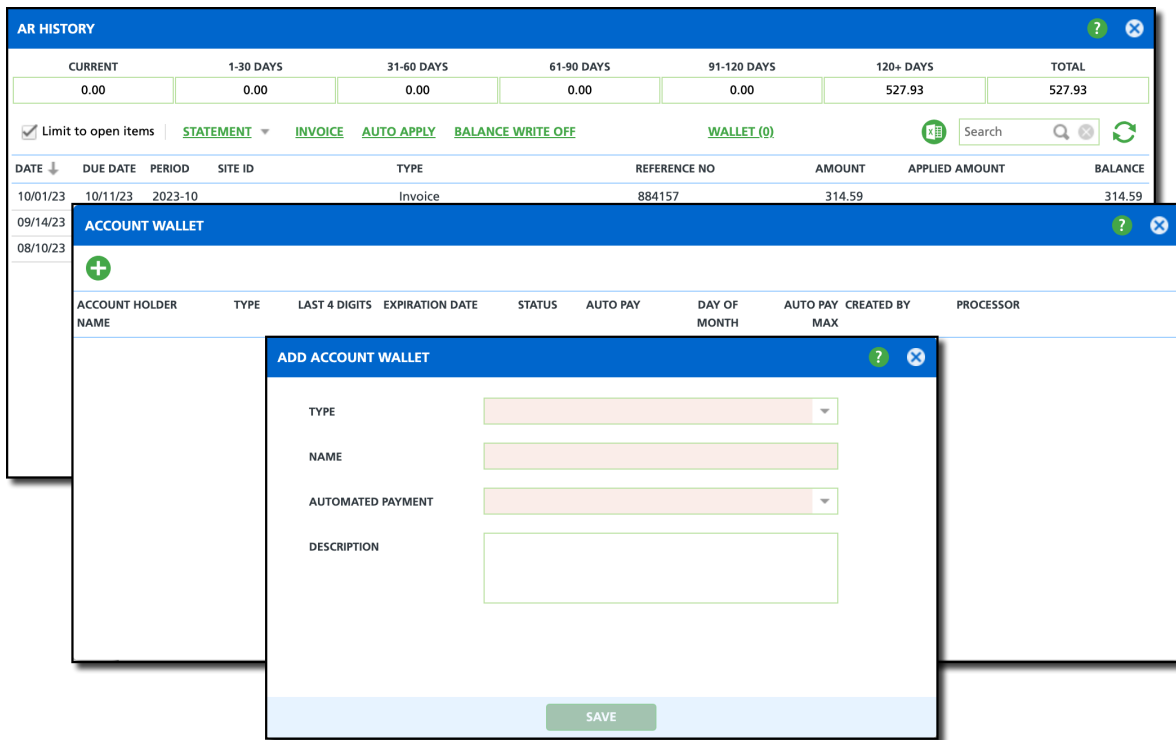 AR HISTORY ?
CURRENT 1-30 DAYS 31-60 DAYS 61-90 DAYS 91-120 DAYS 120+ DAYS TOTAL
0.00 0.00 0.00 0.00 0.00 527.93 527.93
Limit to open items STATEMENT INVOICE AUTO APPLY BALANCE WRITE OFF WALLET (0) Search
DATE DUE DATE PERIOD SITE ID TYPE REFERENCE NO AMOUNT APPLIED AMOUNT BALANCE
10/01/23 10/11/23 2023-10 Invoice 884157 314.59 314.59
09/14/23
08/10/23
ACCOUNT WALLET ?
ACCOUNT HOLDER TYPE LAST 4 DIGITS EXPIRATION DATE STATUS AUTO PAY DAY OF AUTO PAY CREATED BY PROCESSOR
NAME MONTH MAX
ADD ACCOUNT WALLET ?
TYPE
NAME
AUTOMATED PAYMENT
DESCRIPTION
SAVE